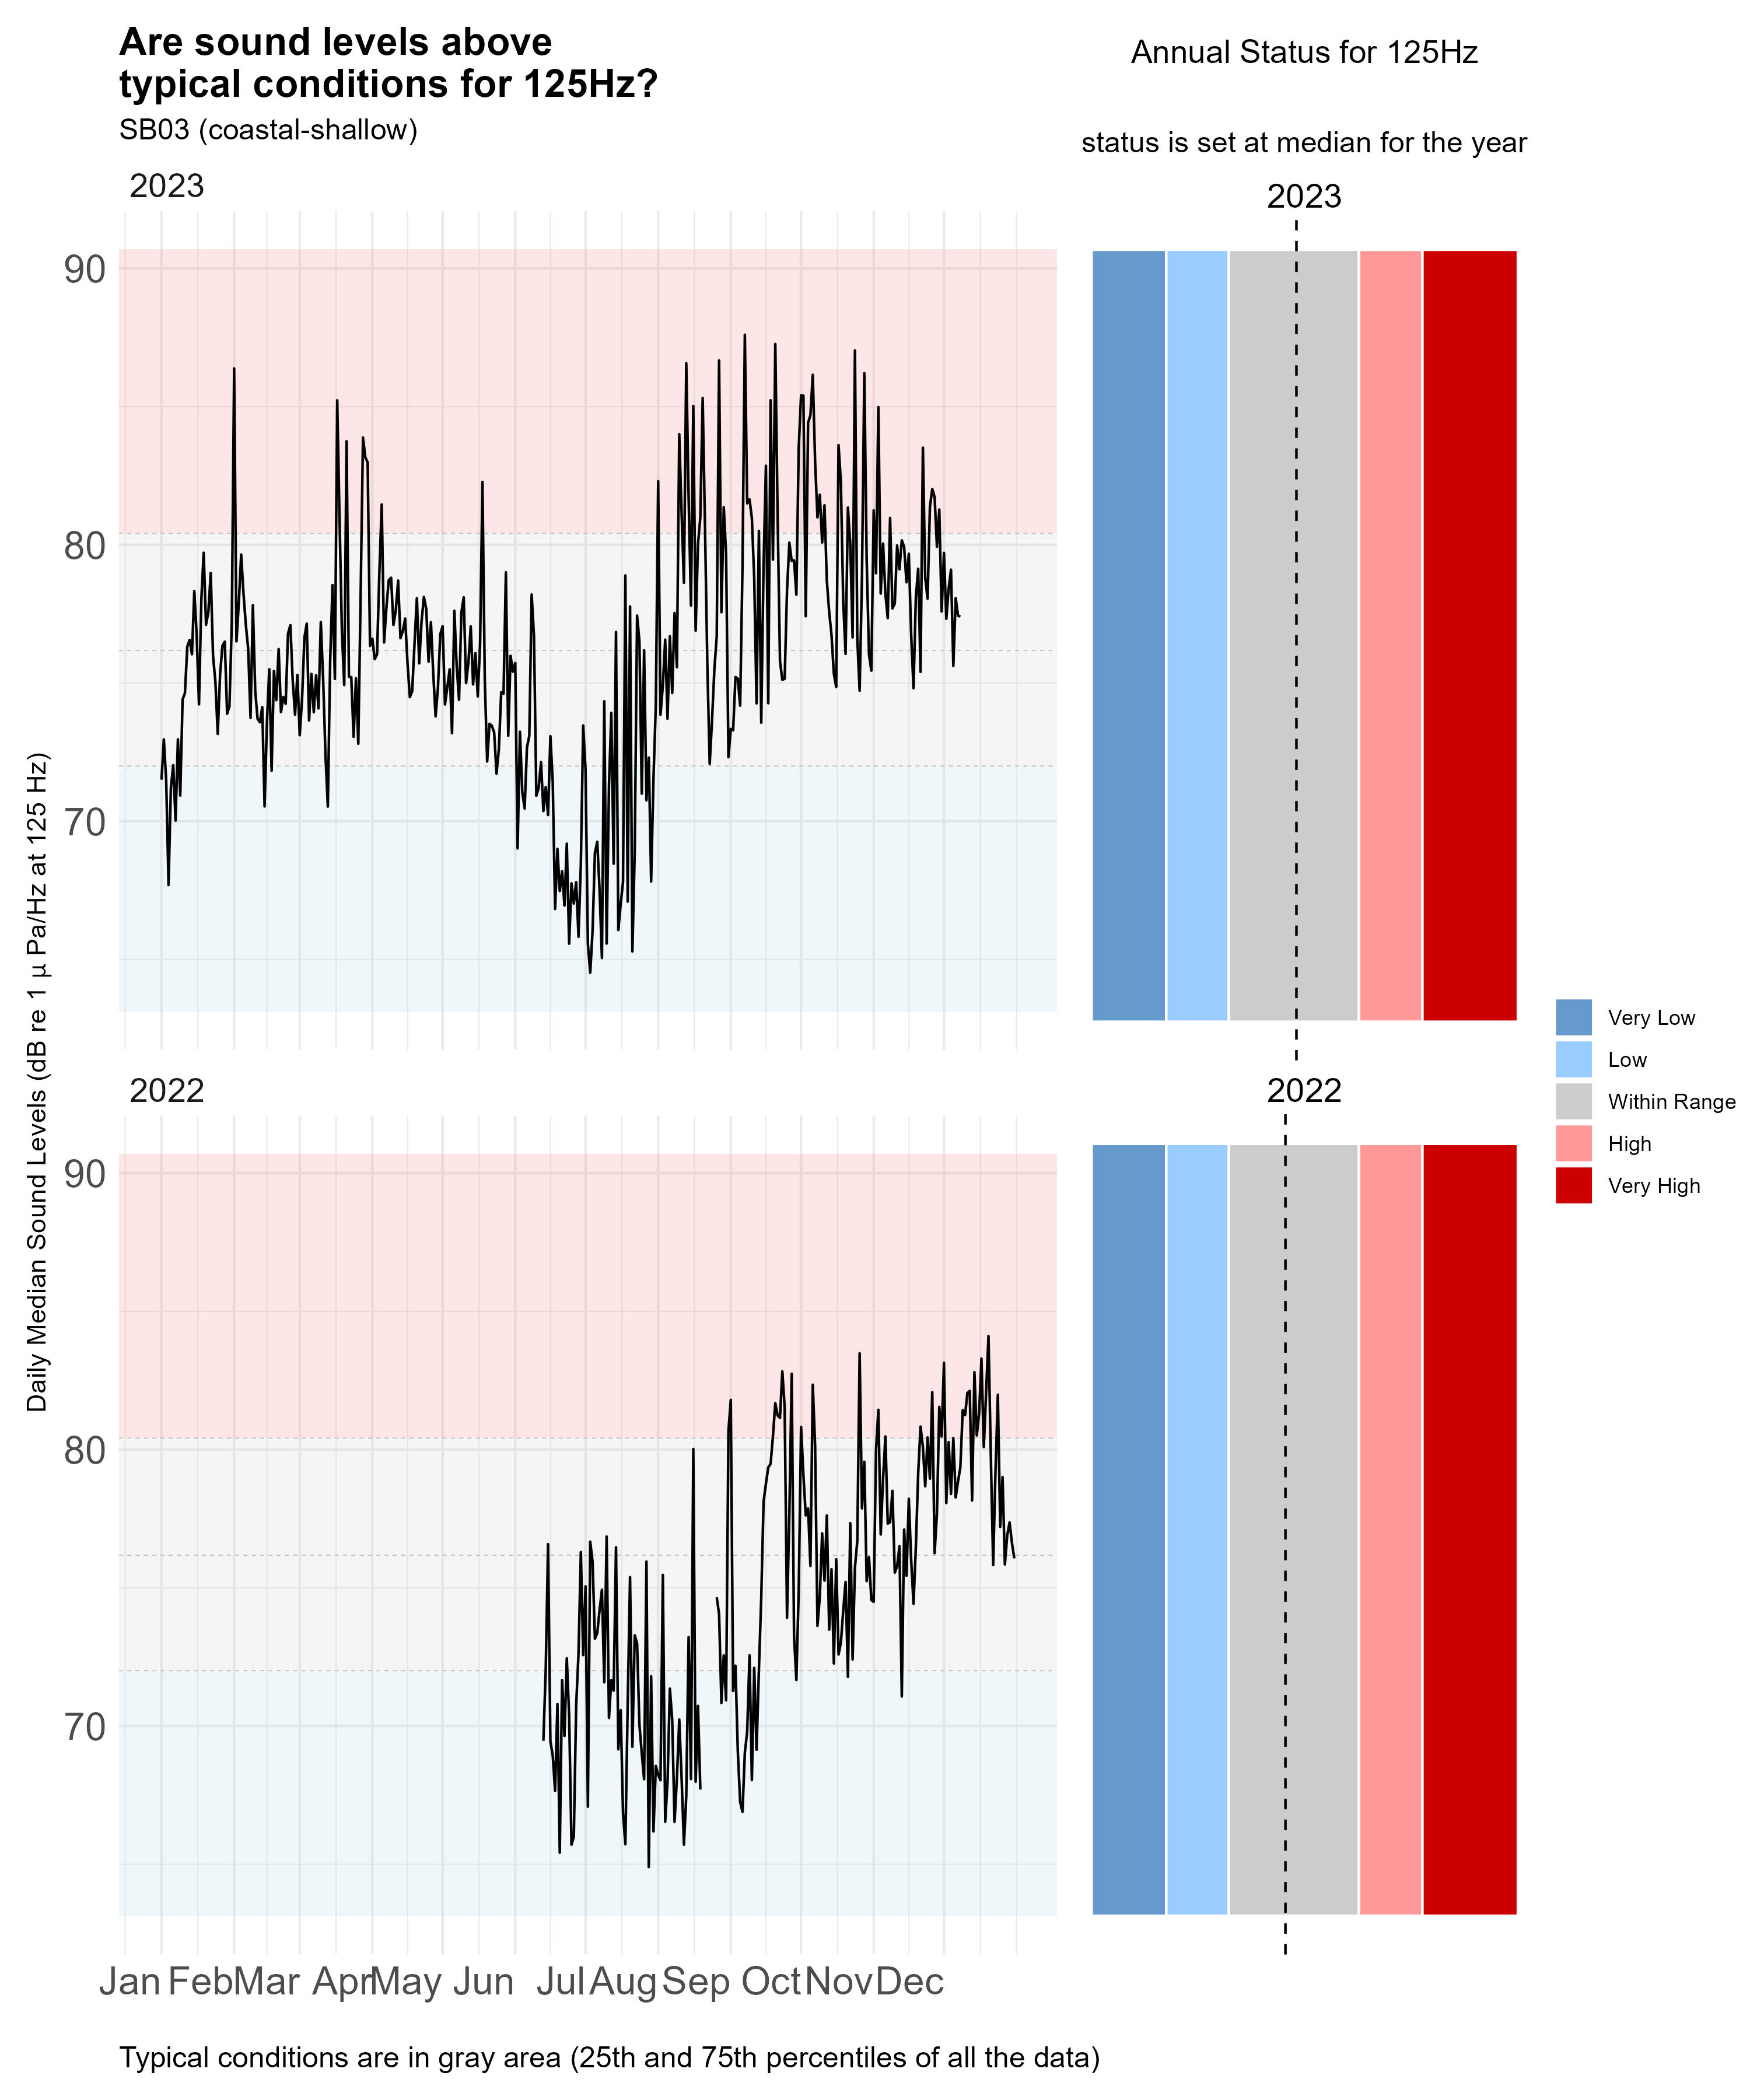 Are sound levels above
typical conditions for 125Hz?
SB03 (coastal-shallow)
Annual Status for 125Hz
status is set at median for the year
2023
2023
90
80
70
Daily Median Sound Levels (dB re 1 µ Pa/Hz at 125 Hz)
Very Low
Low
Within Range
High
Very High
2022
2022
90
80
70
Jan Feb Mar Apr May Jun Jul Aug Sep Oct Nov Dec
Typical conditions are in gray area (25th and 75th percentiles of all the data)